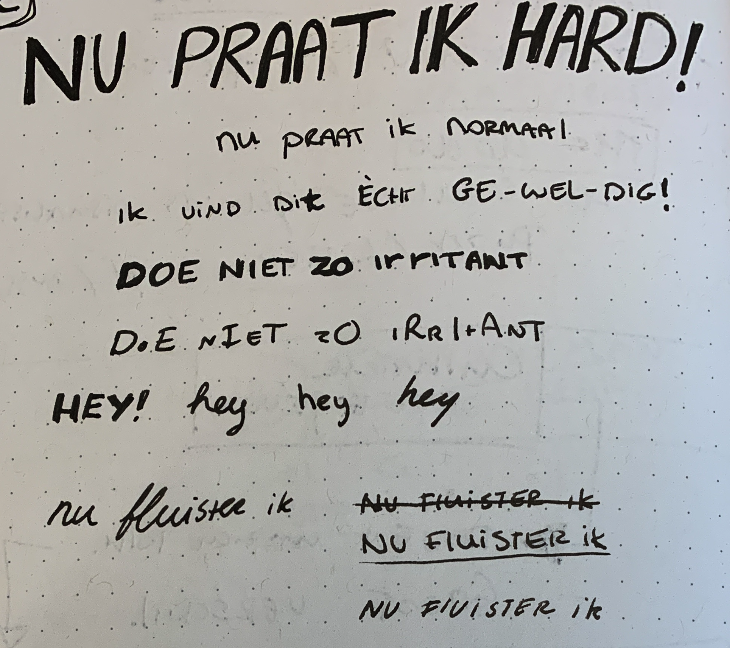 NU PRAAT IK HARD!
nu PRAAT ik NORMAAl
ik viND Dit ÈCHT GE-WEL-DIG!
DOE NIET ZO IrrITANT
DoE NIET zO iRRItANT
HEY! hey hey hey
nu fluister ik
NU FluiSTER ik
NU FluiSTER ik
NU FluiSTER ik